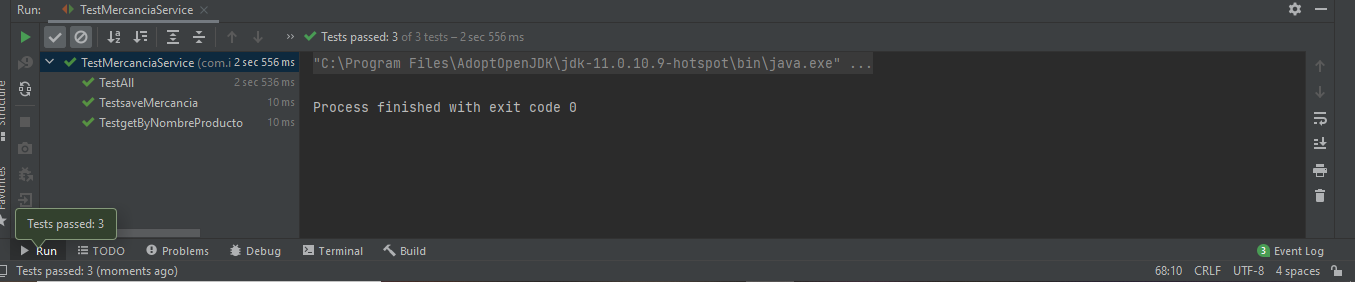 Run: TestMercanciaService
Tests passed: 3 of 3 tests – 2 sec 556 ms
TestMercanciaService (com.i 2 sec 556 ms
TestAll 2 sec 536 ms
TestsaveMercancia 10 ms
TestgetByNombreProducto 10 ms
"C:\Program Files\AdoptOpenJDK\jdk-11.0.10.9-hotspot\bin\java.exe" ...
Process finished with exit code 0
Structure
Favorites
Tests passed: 3
Run TODO Problems Debug Terminal Build 3 Event Log
Tests passed: 3 (moments ago) 68:10 CRLF UTF-8 4 spaces